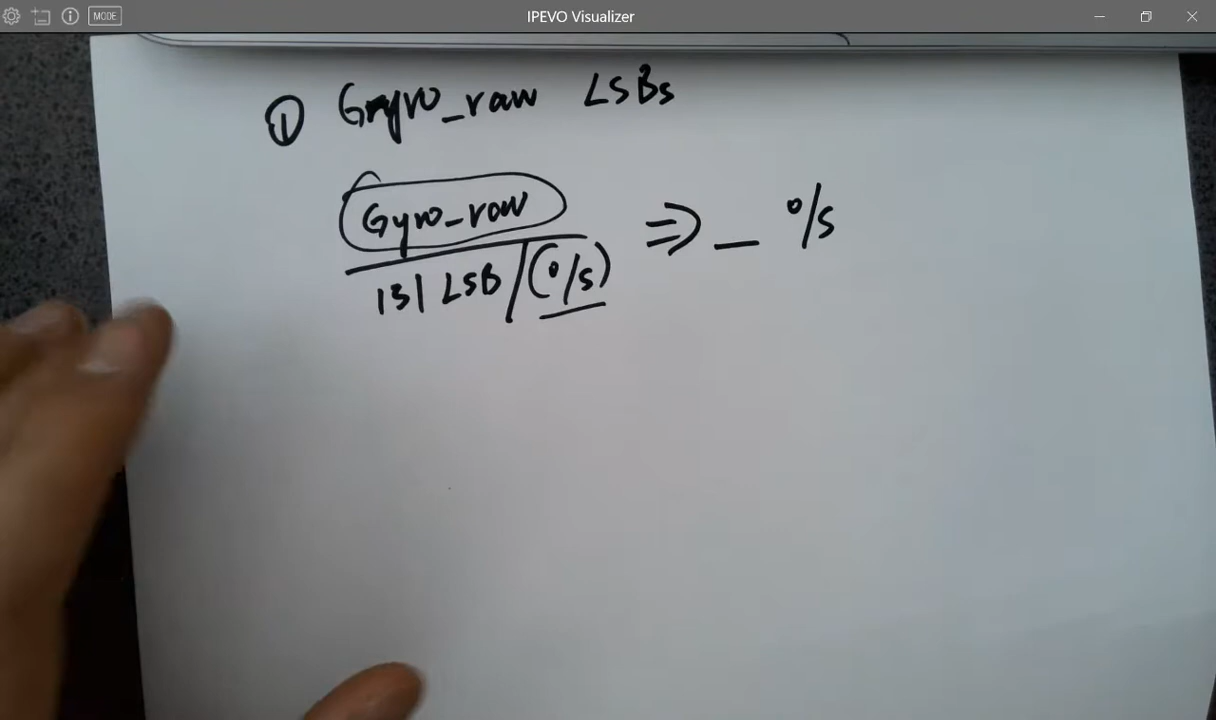 IPEVO Visualizer
MODE
① Gyro_raw LSBs
Gyro_raw
131 LSB/(°/s)
⇒ _ °/s